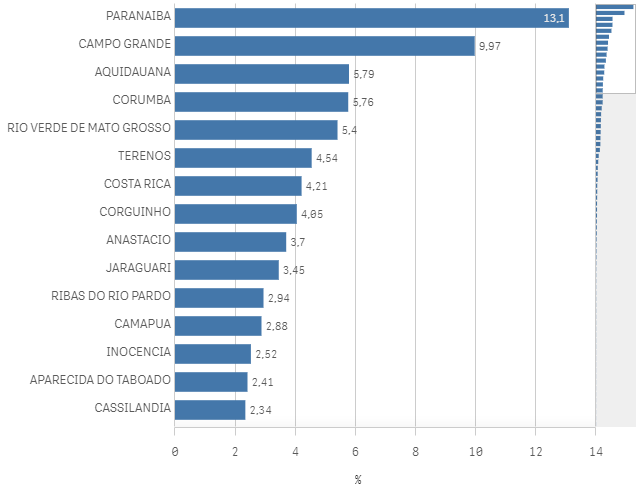 PARANAIBA 13,1
CAMPO GRANDE 9,97
AQUIDAUANA 5,79
CORUMBA 5,76
RIO VERDE DE MATO GROSSO 5,4
TERENOS 4,54
COSTA RICA 4,21
CORGUINHO 4,05
ANASTACIO 3,7
JARAGUARI 3,45
RIBAS DO RIO PARDO 2,94
CAMAPUA 2,88
INOCENCIA 2,52
APARECIDA DO TABOADO 2,41
CASSILANDIA 2,34
0 2 4 6 8 10 12 14
%